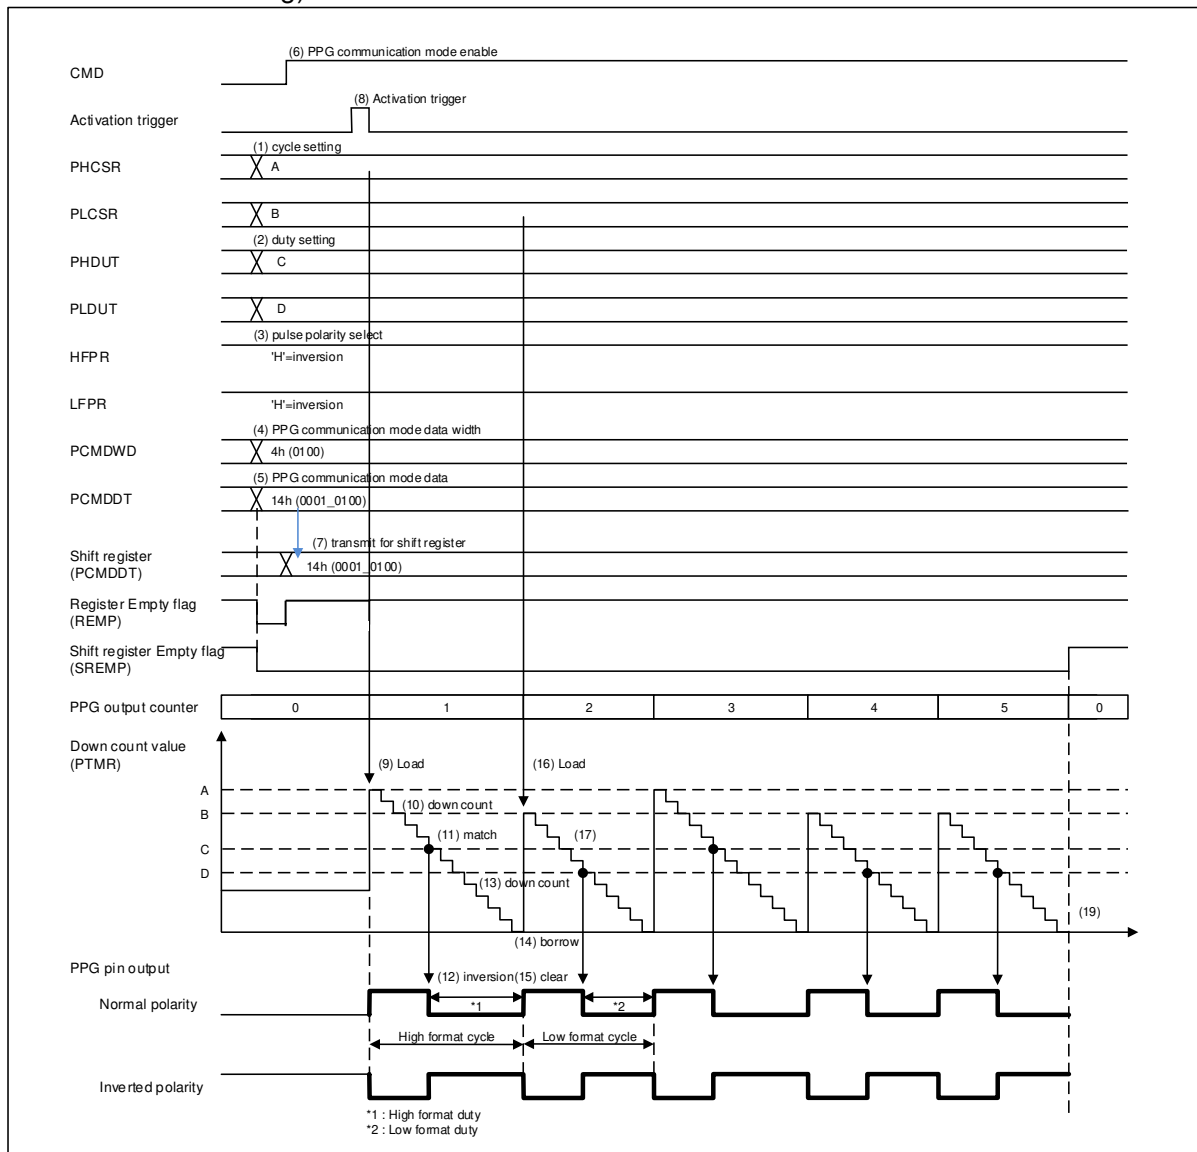 (6) PPG communication mode enable
CMD
(8) Activation trigger
Activation trigger
(1) cycle setting
PHCSR
A
PLCSR
B
(2) duty setting
PHDUT
C
PLDUT
D
(3) pulse polarity select
HFPR
'H'=inversion
LFPR
'H'=inversion
(4) PPG communication mode data width
PCMDWD
4h (0100)
(5) PPG communication mode data
PCMDDT
14h (0001_0100)
(7) transmit for shift register
Shift register
(PCMDDT)
14h (0001_0100)
Register Empty flag
(REMP)
Shift register Empty flag
(SREMP)
PPG output counter
0 1 2 3 4 5 0
Down count value
(PTMR)
(9) Load
(16) Load
A
(10) down count
B
(11) match
(17)
C
D
(13) down count
(19)
(14) borrow
PPG pin output
(12) inversion(15) clear
Normal polarity
*1
*2
High format cycle
Low format cycle
Inverted polarity
*1 : High format duty
*2 : Low format duty